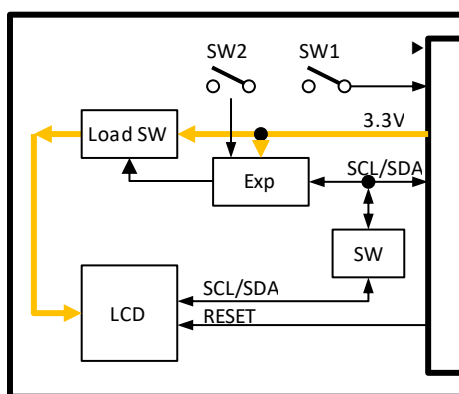 SW2 SW1
Load SW
3.3V
Exp
SCL/SDA
SW
LCD
SCL/SDA
RESET